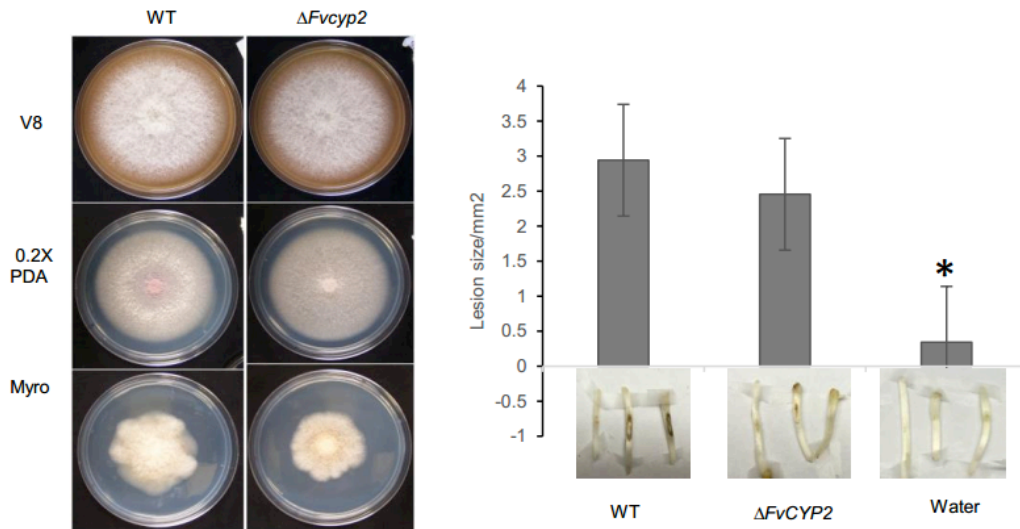 WT
ΔFvcyp2
V8
0.2X
PDA
Myro
Lesion size/mm2
4
3.5
3
2.5
2
1.5
1
0.5
0
-0.5
-1
*
WT
ΔFvCYP2
Water